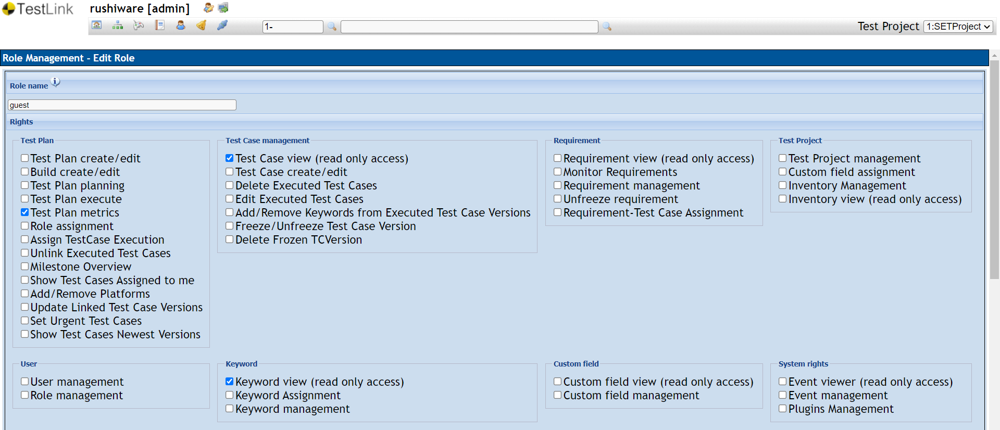 TestLink
rushiware [admin]
1-
Test Project 1:SETProject
Role Management - Edit Role
Role name
guest
Rights
Test Plan
Test Plan create/edit
Build create/edit
Test Plan planning
Test Plan execute
Test Plan metrics
Role assignment
Assign TestCase Execution
Unlink Executed Test Cases
Milestone Overview
Show Test Cases Assigned to me
Add/Remove Platforms
Update Linked Test Case Versions
Set Urgent Test Cases
Show Test Cases Newest Versions
Test Case management
Test Case view (read only access)
Test Case create/edit
Delete Executed Test Cases
Edit Executed Test Cases
Add/Remove Keywords from Executed Test Case Versions
Freeze/Unfreeze Test Case Version
Delete Frozen TCVersion
Requirement
Requirement view (read only access)
Monitor Requirements
Requirement management
Unfreeze requirement
Requirement-Test Case Assignment
Test Project
Test Project management
Custom field assignment
Inventory Management
Inventory view (read only access)
User
User management
Role management
Keyword
Keyword view (read only access)
Keyword Assignment
Keyword management
Custom field
Custom field view (read only access)
Custom field management
System rights
Event viewer (read only access)
Event management
Plugins Management